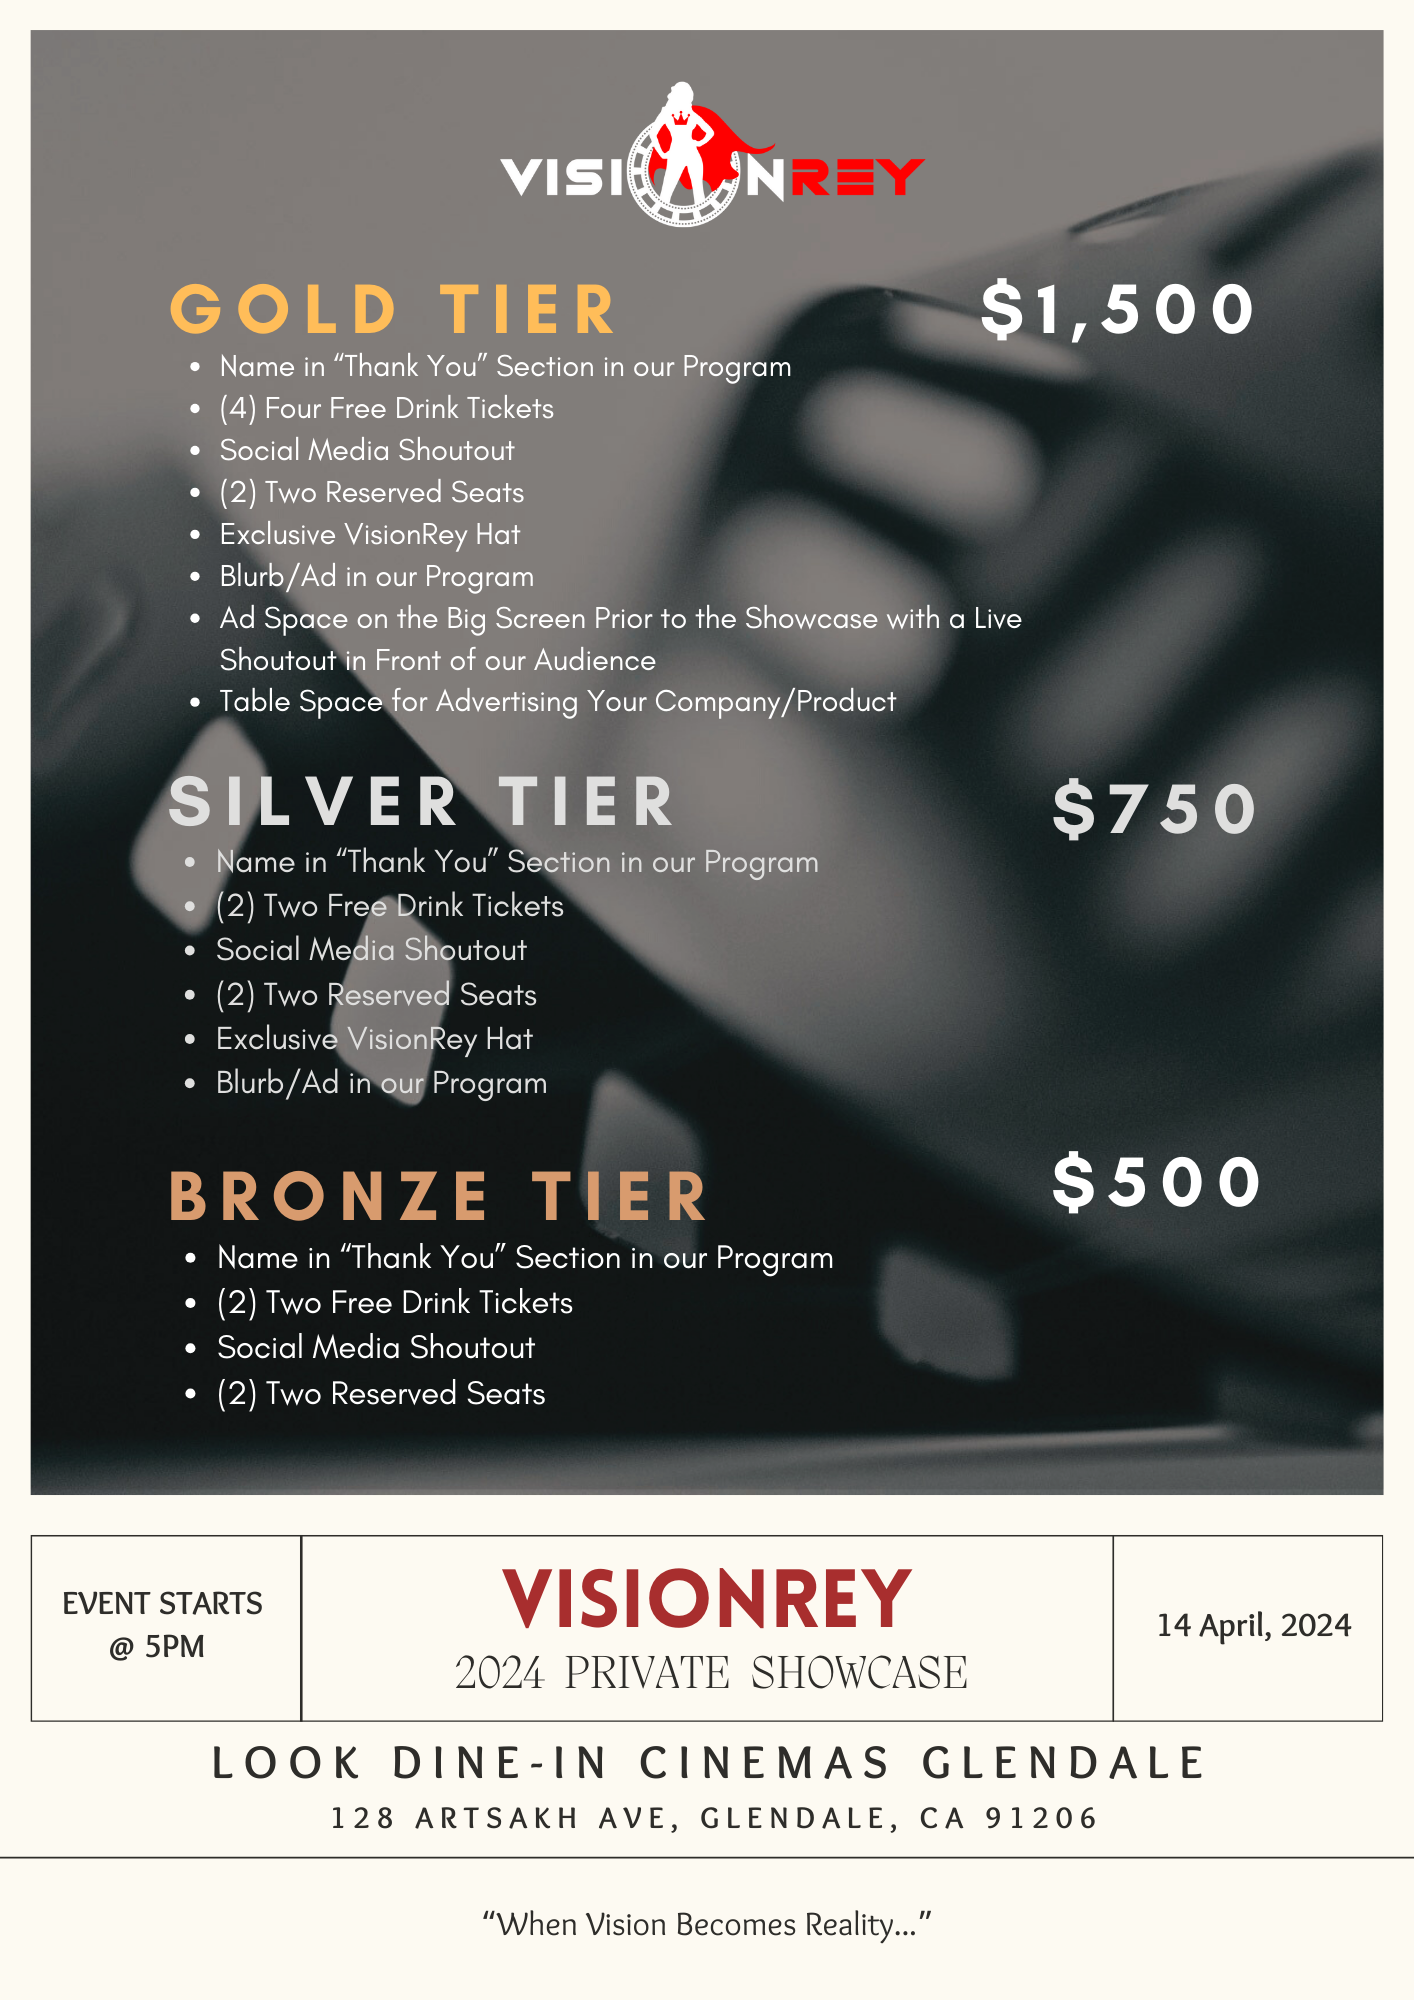 VISIONREY
GOLD TIER
$1,500
• Name in “Thank You” Section in our Program
• (4) Four Free Drink Tickets
• Social Media Shoutout
• (2) Two Reserved Seats
• Exclusive VisionRey Hat
• Blurb/Ad in our Program
• Ad Space on the Big Screen Prior to the Showcase with a Live
Shoutout in Front of our Audience
• Table Space for Advertising Your Company/Product
SILVER TIER
$750
• Name in “Thank You” Section in our Program
• (2) Two Free Drink Tickets
• Social Media Shoutout
• (2) Two Reserved Seats
• Exclusive VisionRey Hat
• Blurb/Ad in our Program
BRONZE TIER
$500
• Name in “Thank You” Section in our Program
• (2) Two Free Drink Tickets
• Social Media Shoutout
• (2) Two Reserved Seats
EVENT STARTS
@ 5PM
VISIONREY
2024 PRIVATE SHOWCASE
14 April, 2024
LOOK DINE-IN CINEMAS GLENDALE
128 ARTSAKH AVE, GLENDALE, CA 91206
“When Vision Becomes Reality...”